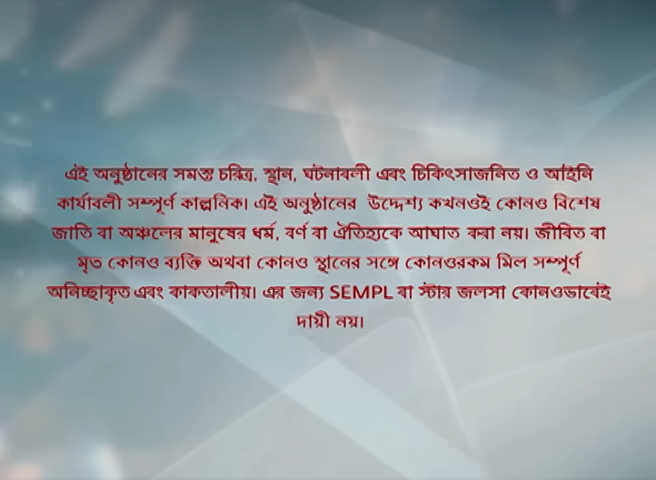 এই অনুষ্ঠানের সমস্ত চরিত্র, স্থান, ঘটনাবলী এবং চিকিৎসাজনিত ও আইনি
কার্যাবলী সম্পূর্ণ কাল্পনিক। এই অনুষ্ঠানের উদ্দেশ্য কখনওই কোনও বিশেষ
জাতি বা অঞ্চলের মানুষের ধর্ম, বর্ণ বা ঐতিহ্যকে আঘাত করা নয়। জীবিত বা
মৃত কোনও ব্যক্তি অথবা কোনও স্থানের সঙ্গে কোনওরকম মিল সম্পূর্ণ
অনিচ্ছাকৃত এবং কাকতালীয়। এর জন্য SEMPL বা স্টার জলসা কোনওভাবেই
দায়ী নয়।